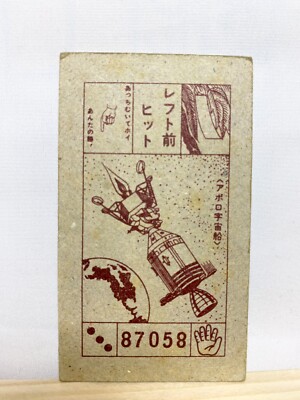 レフト前
ヒット
あっちむいてホイ
あんたの勝.
(アポロ宇宙船)
87058